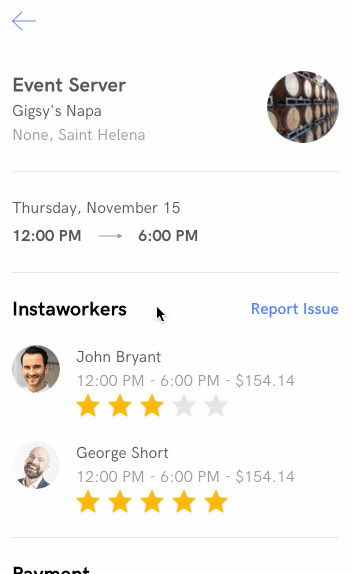 Event Server
Gigsy's Napa
None, Saint Helena
Thursday, November 15
12:00 PM → 6:00 PM
Instaworkers
Report Issue
John Bryant
12:00 PM - 6:00 PM - $154.14
George Short
12:00 PM - 6:00 PM - $154.14
Payment